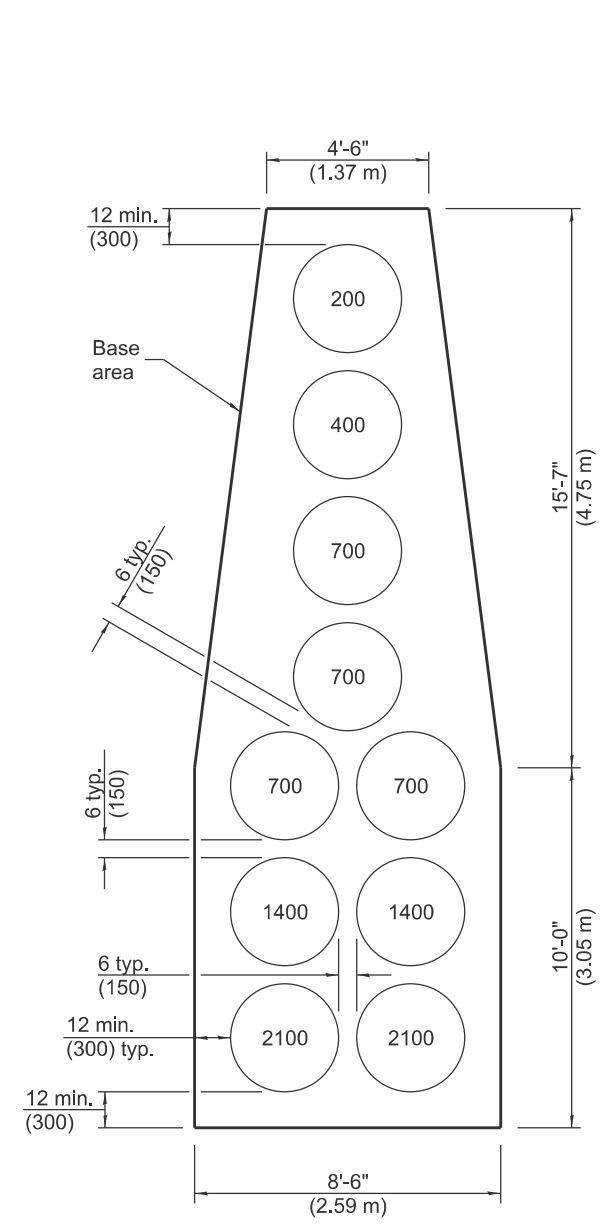 4'-6"
(1.37 m)
12 min.
(300)
200
Base
area
400
15'-7"
(4.75 m)
6 typ.
(150)
700
700
700
700
6 typ.
(150)
1400
1400
10'-0"
(3.05 m)
6 typ.
(150)
12 min.
(300) typ.
2100
2100
12 min.
(300)
8'-6"
(2.59 m)